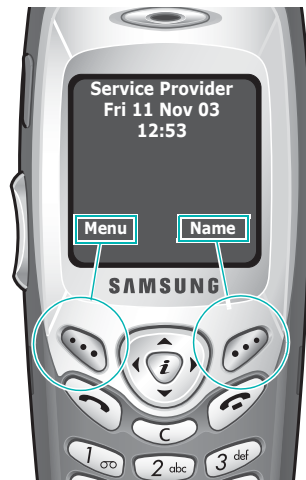 Service Provider
Fri 11 Nov 03
12:53
Menu Name
SAMSUNG
i
C
1 2 abc 3 def